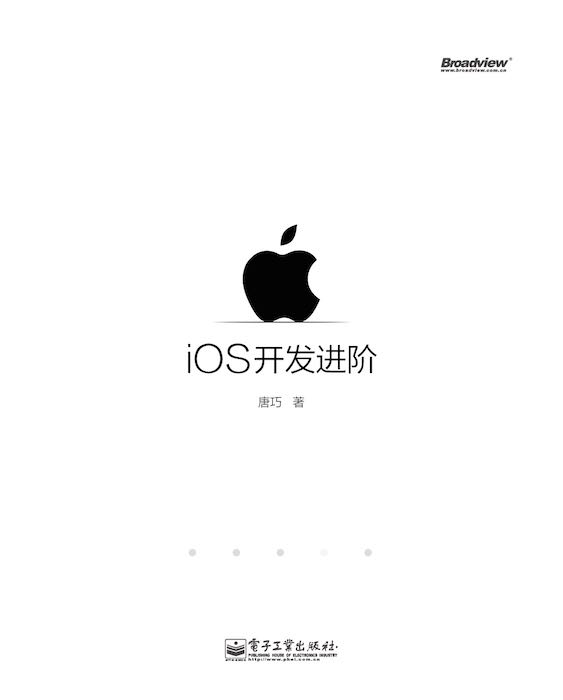 Broadview®
www.broadview.com.cn
iOS开发进阶
唐巧 著
電子工業出版社·
PUBLISHING HOUSE OF ELECTRONICS INDUSTRY
http://www.phei.com.cn